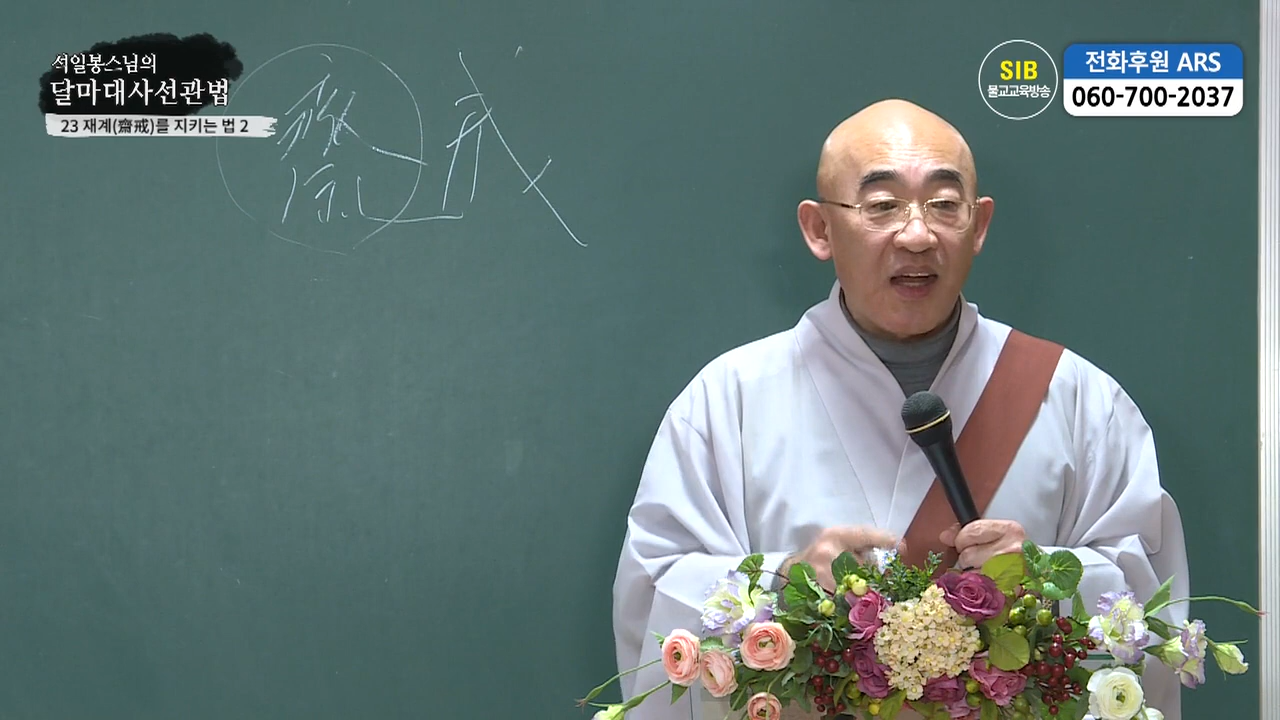 석일봉스님의
달마대사선관법
23 재계(齋戒)를 지키는 법 2
齋戒
SIB
불교교육방송
전화후원 ARS
060-700-2037